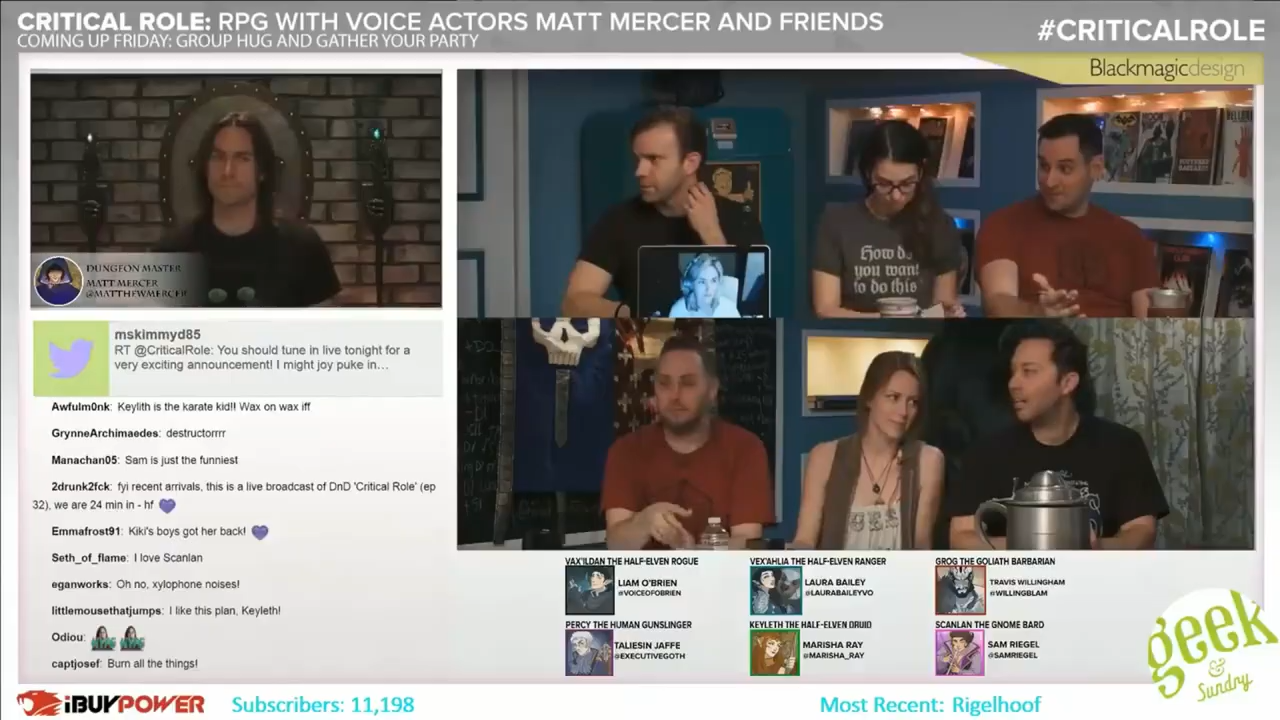 CRITICAL ROLE: RPG WITH VOICE ACTORS MATT MERCER AND FRIENDS
COMING UP FRIDAY: GROUP HUG AND GATHER YOUR PARTY
#CRITICALROLE
Blackmagicdesign
DUNGEON MASTER
MATT MERCER
@MATTHEWMERCER
How do
you want
to do this
mskimmyd85
RT @CriticalRole: You should tune in live tonight for a
very exciting announcement! I might joy puke in…
Awfulm0nk: Keylith is the karate kid!! Wax on wax iff
GrynneArchimaedes: destructorrrr
Manachan05: Sam is just the funniest
2drunk2fck: fyi recent arrivals, this is a live broadcast of DnD 'Critical Role' (ep
32), we are 24 min in - hf
Emmafrost91: Kiki's boys got her back!
Seth_of_flame: I love Scanlan
eganworks: Oh no, xylophone noises!
littlemousethatjumps: I like this plan, Keyleth!
Odiou:
captjosef: Burn all the things!
VAX'ILDAN THE HALF-ELVEN ROGUE
LIAM O'BRIEN
@VOICEOFOBRIEN
VEX'AHLIA THE HALF-ELVEN RANGER
LAURA BAILEY
@LAURABAILEYVO
GROG THE GOLIATH BARBARIAN
TRAVIS WILLINGHAM
@WILLINGBLAM
PERCY THE HUMAN GUNSLINGER
TALIESIN JAFFE
@EXECUTIVEGOTH
KEYLETH THE HALF-ELVEN DRUID
MARISHA RAY
@MARISHA_RAY
SCANLAN THE GNOME BARD
SAM RIEGEL
@SAMRIEGEL
geek
&
Sundry
iBUYPOWER
Subscribers: 11,198
Most Recent: Rigelhoof